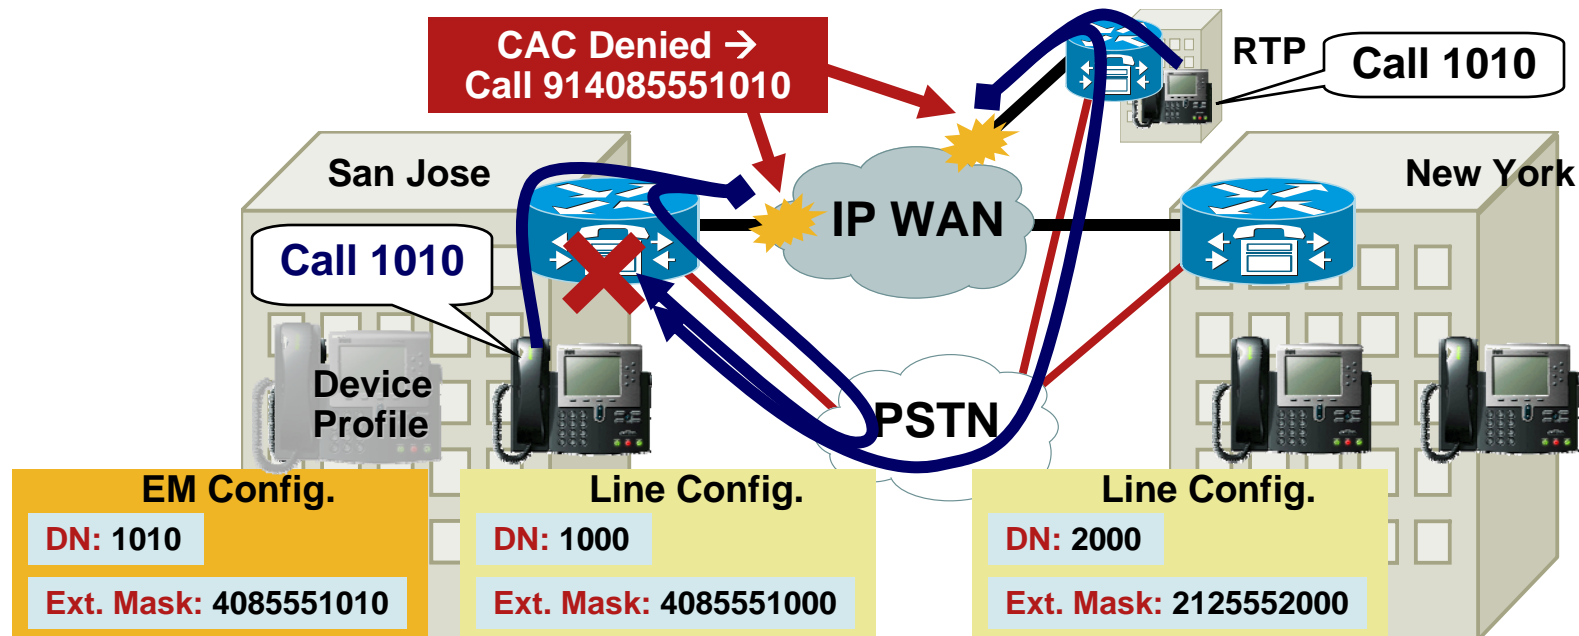 CAC Denied →
Call 914085551010
RTP
Call 1010
San Jose
New York
IP WAN
Call 1010
Device
Profile
PSTN
EM Config.
DN: 1010
Ext. Mask: 4085551010
Line Config.
DN: 1000
Ext. Mask: 4085551000
Line Config.
DN: 2000
Ext. Mask: 2125552000